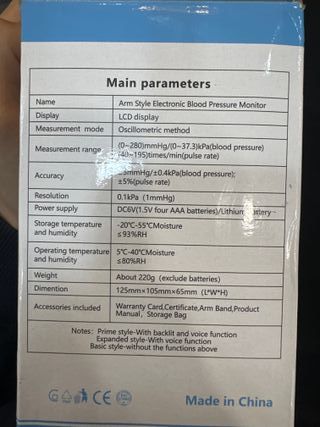 Main parameters
Name Arm Style Electronic Blood Pressure Monitor
Display LCD display
Measurement mode Oscillometric method
Measurement range (0~280)mmHg/(0~37.3)kPa(blood pressure)
(40~195)times/min(pulse rate)
Accuracy ±3mmHg/±0.4kPa(blood pressure);
±5%(pulse rate)
Resolution 0.1kPa (1mmHg)
Power supply DC6V(1.5V four AAA batteries)/Lithium battery
Storage temperature and humidity -20℃-55℃Moisture
≤93%RH
Operating temperature and humidity 5℃-40℃Moisture
≤80%RH
Weight About 220g (exclude batteries)
Dimention 125mm×105mm×65mm (L*W*H)
Accessories included Warranty Card,Certificate,Arm Band,Product
Manual, Storage Bag
Notes: Prime style-With backlit and voice function
Expanded style-With voice function
Basic style-without the functions above
CE
Made in China